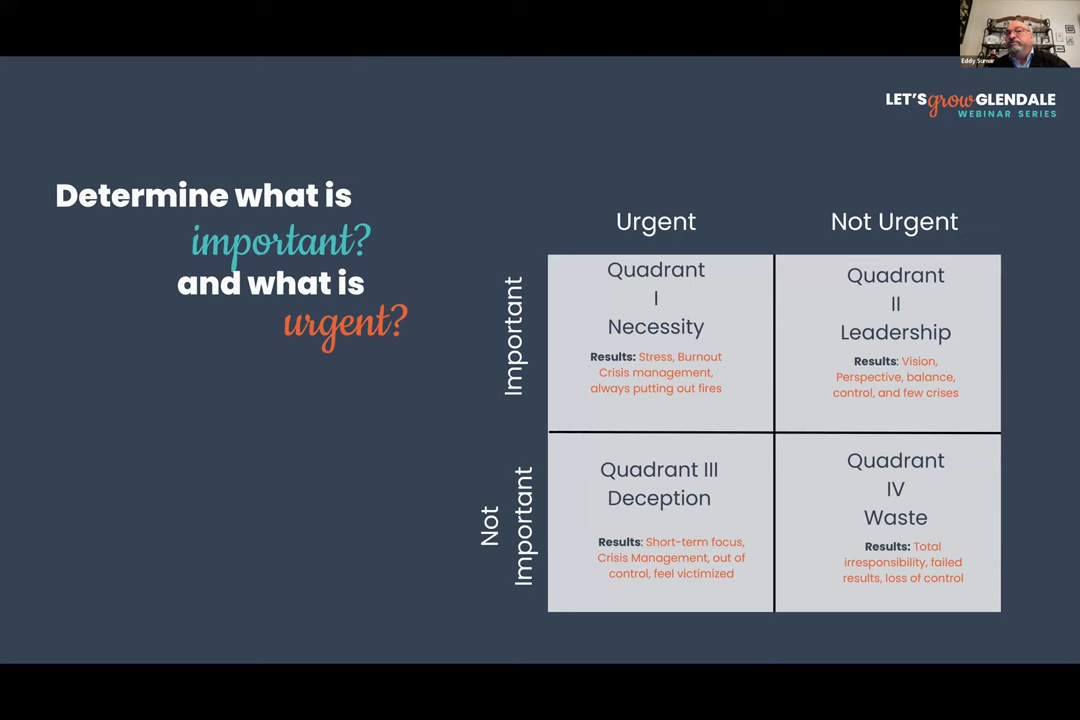 Eddy Sumar
LET'S grow GLENDALE
WEBINAR SERIES
Determine what is
important?
and what is
urgent?
Urgent
Not Urgent
Important
Quadrant
I
Necessity
Results: Stress, Burnout
Crisis management,
always putting out fires
Quadrant
II
Leadership
Results: Vision,
Perspective, balance,
control, and few crises
Not
Important
Quadrant III
Deception
Results: Short-term focus,
Crisis Management, out of
control, feel victimized
Quadrant
IV
Waste
Results: Total
irresponsibility, failed
results, loss of control